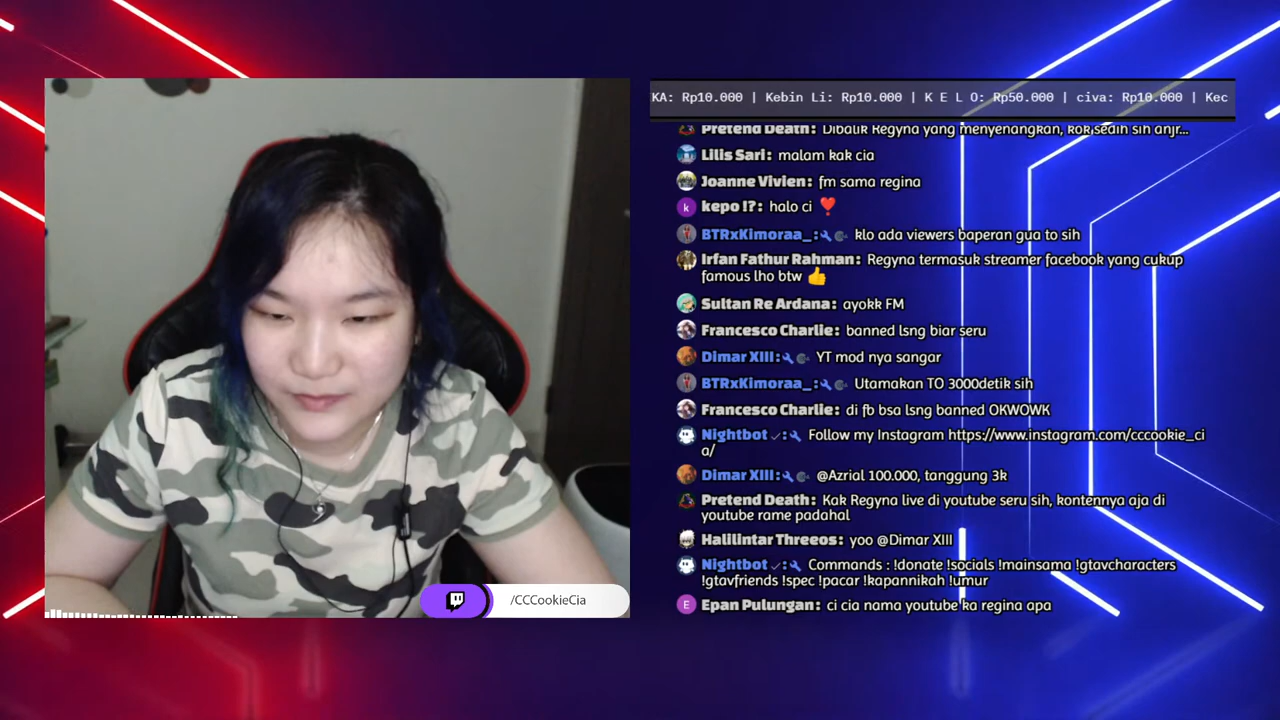 KA: Rp10.000 | Kebin Li: Rp10.000 | K E L O: Rp50.000 | civa: Rp10.000 | Kec
Pretend Death: Dibalik Regyna yang menyenangkan, kok sedih sih anjr...
Lilis Sari: malam kak cia
Joanne Vivien: fm sama regina
k kepo !?: halo ci ❤️
BTRxKimoraa_: klo ada viewers baperan gua to sih
Irfan Fathur Rahman: Regyna termasuk streamer facebook yang cukup
famous lho btw 👍
Sultan Re Ardana: ayokk FM
Francesco Charlie: banned lsng biar seru
Dimar XIII: YT mod nya sangar
BTRxKimoraa_: Utamakan TO 3000detik sih
Francesco Charlie: di fb bsa lsng banned OKWOWK
Nightbot ✓: Follow my Instagram https://www.instagram.com/cccookie_ci
a/
Dimar XIII: @Azrial 100.000, tanggung 3k
Pretend Death: Kak Regyna live di youtube seru sih, kontennya aja di
youtube rame padahal
Halilintar Threeos: yoo @Dimar XIII
Nightbot ✓: Commands : !donate !socials !mainsama !gtavcharacters
!gtavfriends !spec !pacar !kapannikah !umur
E Epan Pulungan: ci cia nama youtube ka regina apa
/CCCookieCia